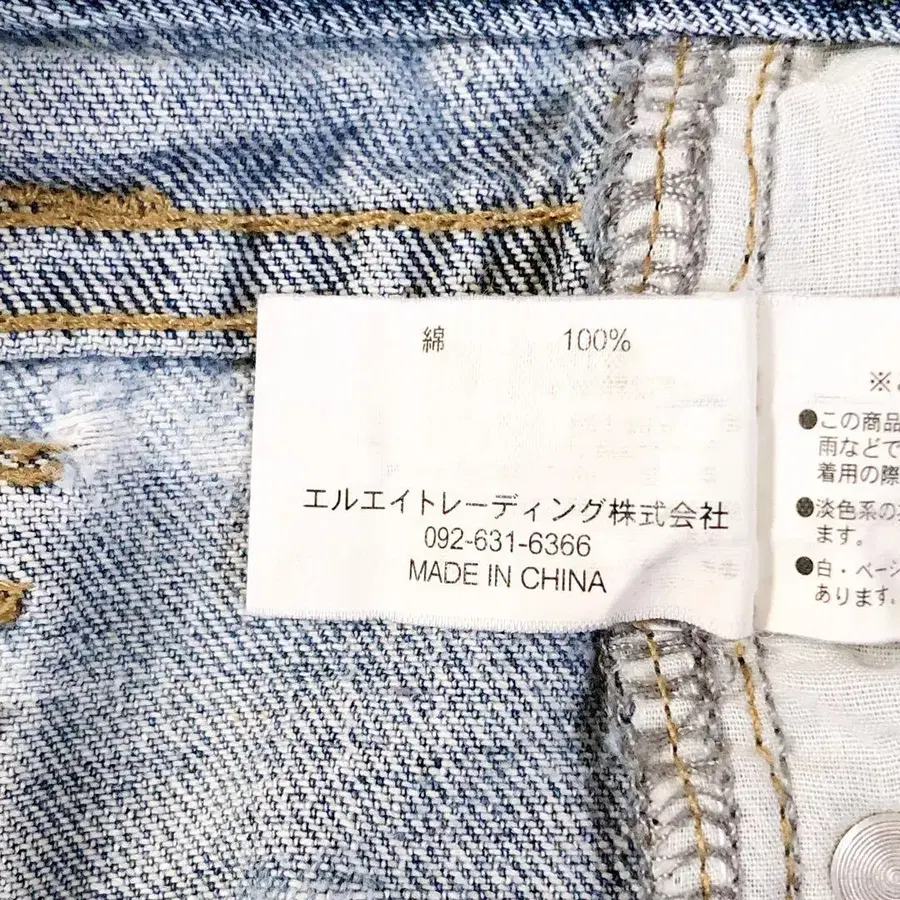 綿 100%
エルエイトレーディング株式会社
092-631-6366
MADE IN CHINA
※
●この商品
雨などで
着用の際
●淡色系の
ます。
●白・ベージ
あります。